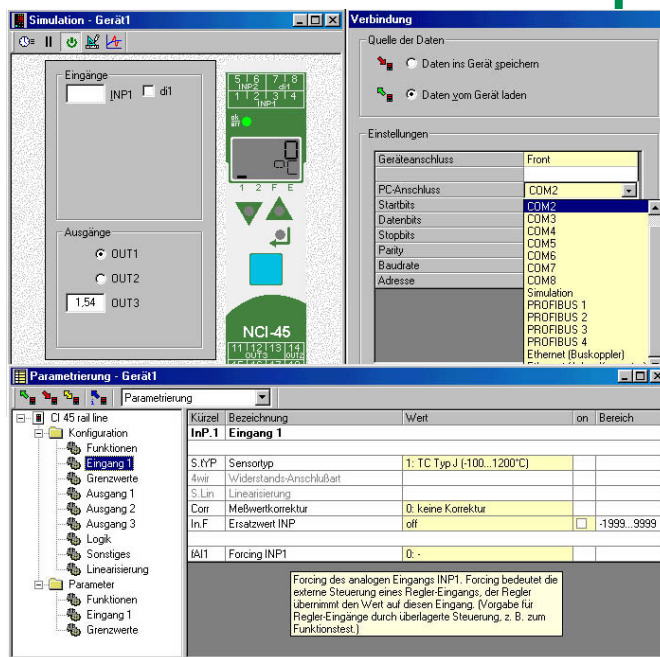 Simulation - Gerät1
Eingänge
INP1 di1
Ausgänge
OUT1
OUT2
1,54 OUT3
5 6 7 8
INP2 di1
1 2 3 4
INP1
ok
err
0
°C
1 2 F E
NCI-45
11 12 13 14
OUT3 OUT2
Verbindung
Quelle der Daten
Daten ins Gerät speichern
Daten vom Gerät laden
Einstellungen
Geräteanschluss Front
PC-Anschluss COM2
Startbits
Datenbits
Stopbits
Parity
Baudrate
Adresse
COM2
COM3
COM4
COM5
COM6
COM7
COM8
Simulation
PROFIBUS 1
PROFIBUS 2
PROFIBUS 3
PROFIBUS 4
Ethernet (Buskoppler)
Parametrierung - Gerät1
Parametrierung
CI 45 rail line
Konfiguration
Funktionen
Eingang 1
Grenzwerte
Ausgang 1
Ausgang 2
Ausgang 3
Logik
Sonstiges
Linearisierung
Parameter
Funktionen
Eingang 1
Grenzwerte
Kürzel Bezeichnung Wert on Bereich
InP.1 Eingang 1
S.tYP Sensortyp 1: TC Typ J (-100...1200°C)
4wir Widerstands-Anschlußart
S.Lin Linearisierung
Corr Meßwertkorrektur 0: keine Korrektur
In.F Ersatzwert INP off -1999...9999
fAI1 Forcing INP1 0: -
Forcing des analogen Eingangs INP1. Forcing bedeutet die
externe Steuerung eines Regler-Eingangs, der Regler
übernimmt den Wert auf diesen Eingang. (Vorgabe für
Regler-Eingänge durch überlagerte Steuerung, z. B. zum
Funktionstest.)